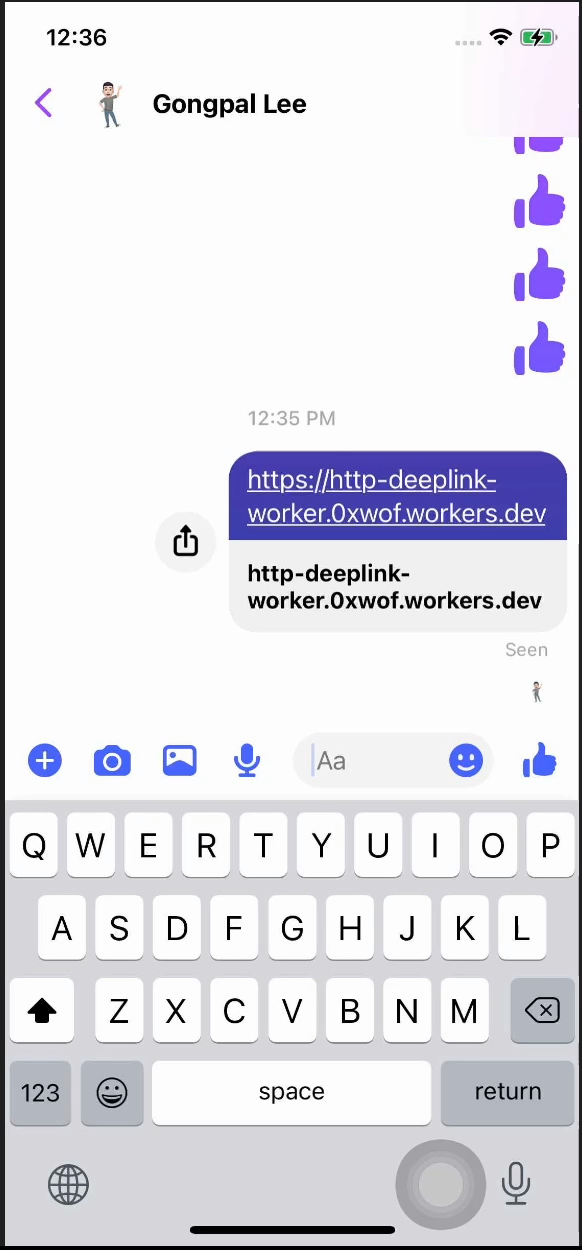 12:36
Gongpal Lee
12:35 PM
https://http-deeplink-
worker.0xwof.workers.dev
http-deeplink-
worker.0xwof.workers.dev
Seen
Aa
Q W E R T Y U I O P
A S D F G H J K L
Z X C V B N M
123 space return